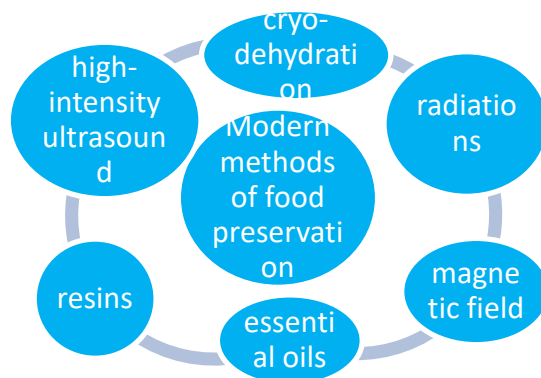 cryo-
dehydrati
on
radiatio
ns
magne
tic field
essenti
al oils
resins
high-
intensity
ultrasoun
d
Modern
methods
of food
preservati
on